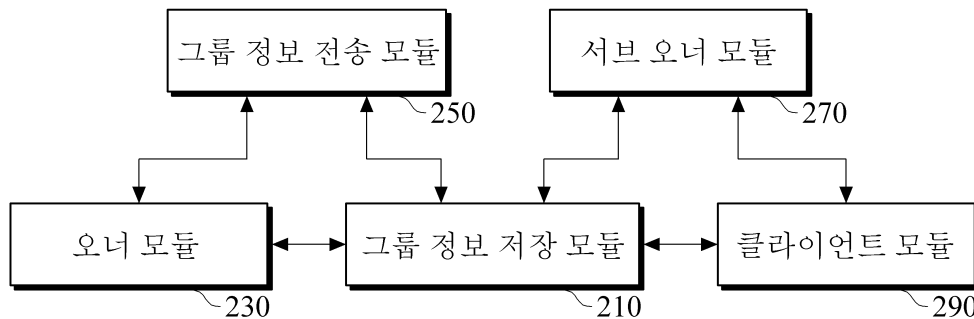 그룹 정보 전송 모듈
서브 오너 모듈
250
270
오너 모듈
그룹 정보 저장 모듈
클라이언트 모듈
230
210
290